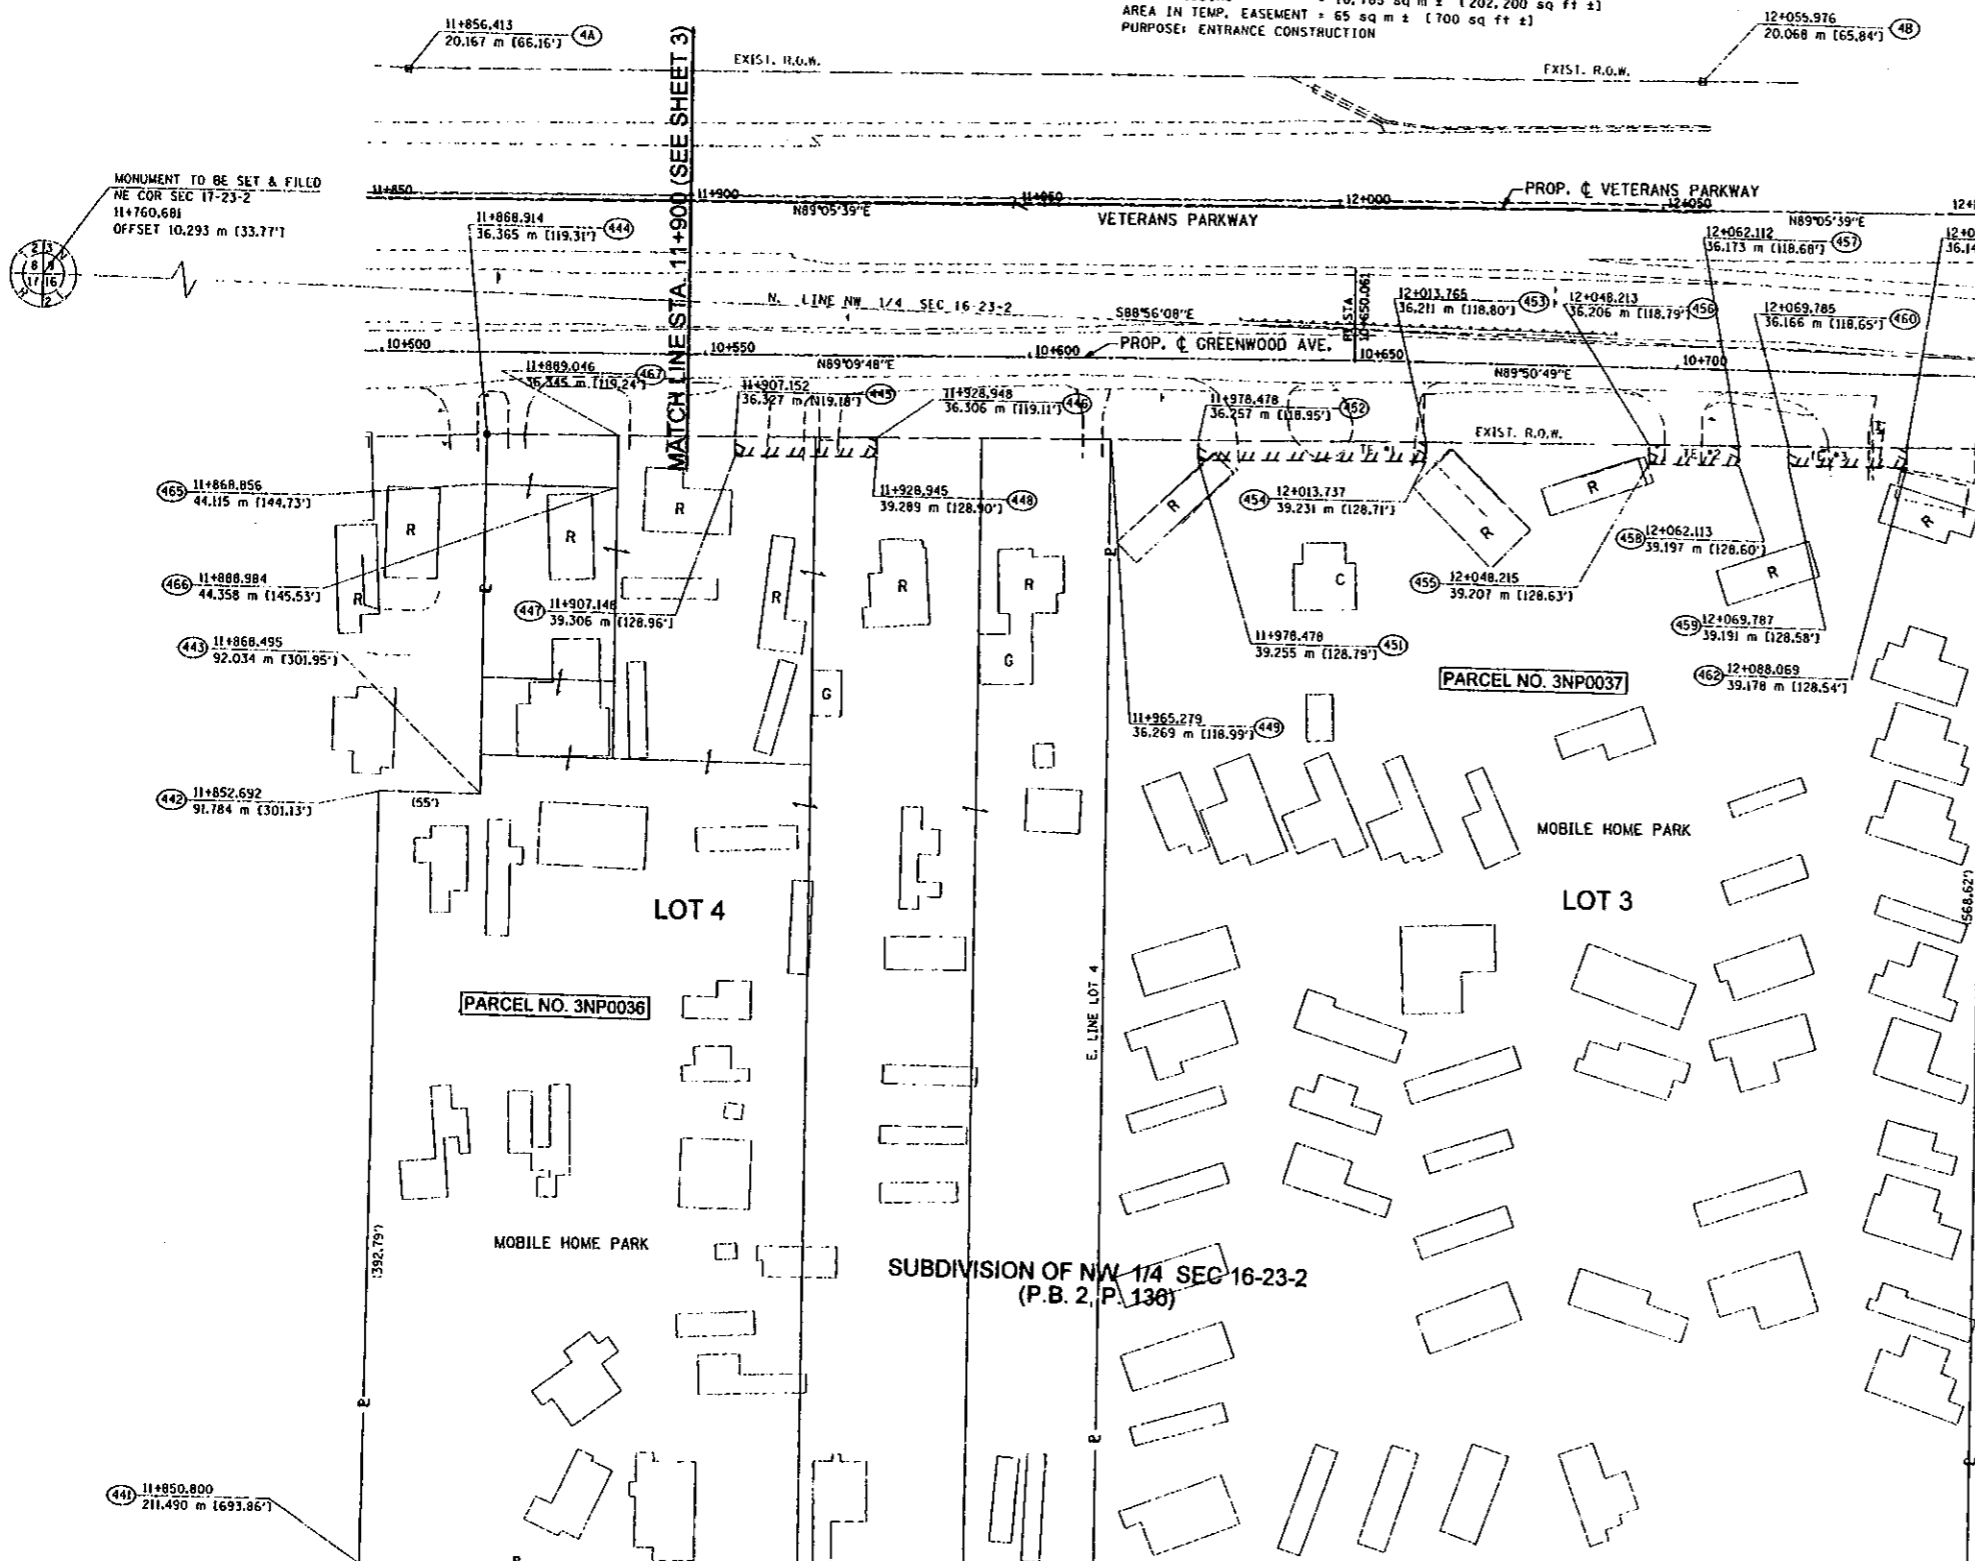 18,785 sq m ± [202,200 sq ft ±]
AREA IN TEMP. EASEMENT = 65 sq m ± [700 sq ft ±]
PURPOSE: ENTRANCE CONSTRUCTION
11+856.413
20.167 m [66.16'] 4A
12+055.976
20.068 m [65.84'] 4B
EXIST. R.O.W.
EXIST. R.O.W.
MATCH LINE STA. 11+900 (SEE SHEET 3)
MONUMENT TO BE SET & FILED
NE COR SEC 17-23-2
11+760.681
OFFSET 10.293 m [33.77']
11+850
11+900
11+950
12+000
12+050
PROP. ℄ VETERANS PARKWAY
N89°05'39"E
VETERANS PARKWAY
N89°05'39"E
11+868.914
36.365 m [119.31'] 444
12+062.112
36.173 m [118.68'] 457
N. LINE NW 1/4 SEC 16-23-2
S88°56'08"E
12+013.765
36.211 m [118.80'] 453
12+048.213
36.206 m [118.79'] 456
12+069.785
36.166 m [118.65'] 460
10+500
10+550
10+600
PROP. ℄ GREENWOOD AVE.
10+650
10+700
N89°09'48"E
N89°50'49"E
11+889.046
36.345 m [119.24'] 467
11+907.152
36.327 m [119.18'] 445
11+928.948
36.306 m [119.11'] 446
11+978.478
36.257 m [118.95'] 452
EXIST. R.O.W.
TE #1
TE #2
TE #3
465 11+868.856
44.115 m [144.73']
11+928.945
39.289 m [128.90'] 448
454 12+013.737
39.231 m [128.71']
458 12+062.113
39.197 m [128.60']
466 11+888.984
44.358 m [145.53']
447 11+907.148
39.306 m [128.96']
455 12+048.215
39.207 m [128.63']
443 11+868.495
92.034 m [301.95']
11+978.478
39.255 m [128.79'] 451
459 12+069.787
39.191 m [128.58']
462 12+088.069
39.178 m [128.54']
PARCEL NO. 3NP0037
11+965.279
36.269 m [118.99'] 449
442 11+852.692
91.784 m [301.13']
(55')
R
R
R
R
R
R
R
R
R
R
R
R
C
G
G
MOBILE HOME PARK
LOT 4
LOT 3
(568.62')
PARCEL NO. 3NP0036
E. LINE LOT 4
MOBILE HOME PARK
(392.79')
SUBDIVISION OF NW 1/4 SEC 16-23-2
(P.B. 2, P. 136)
441 11+850.800
211.490 m [693.86']